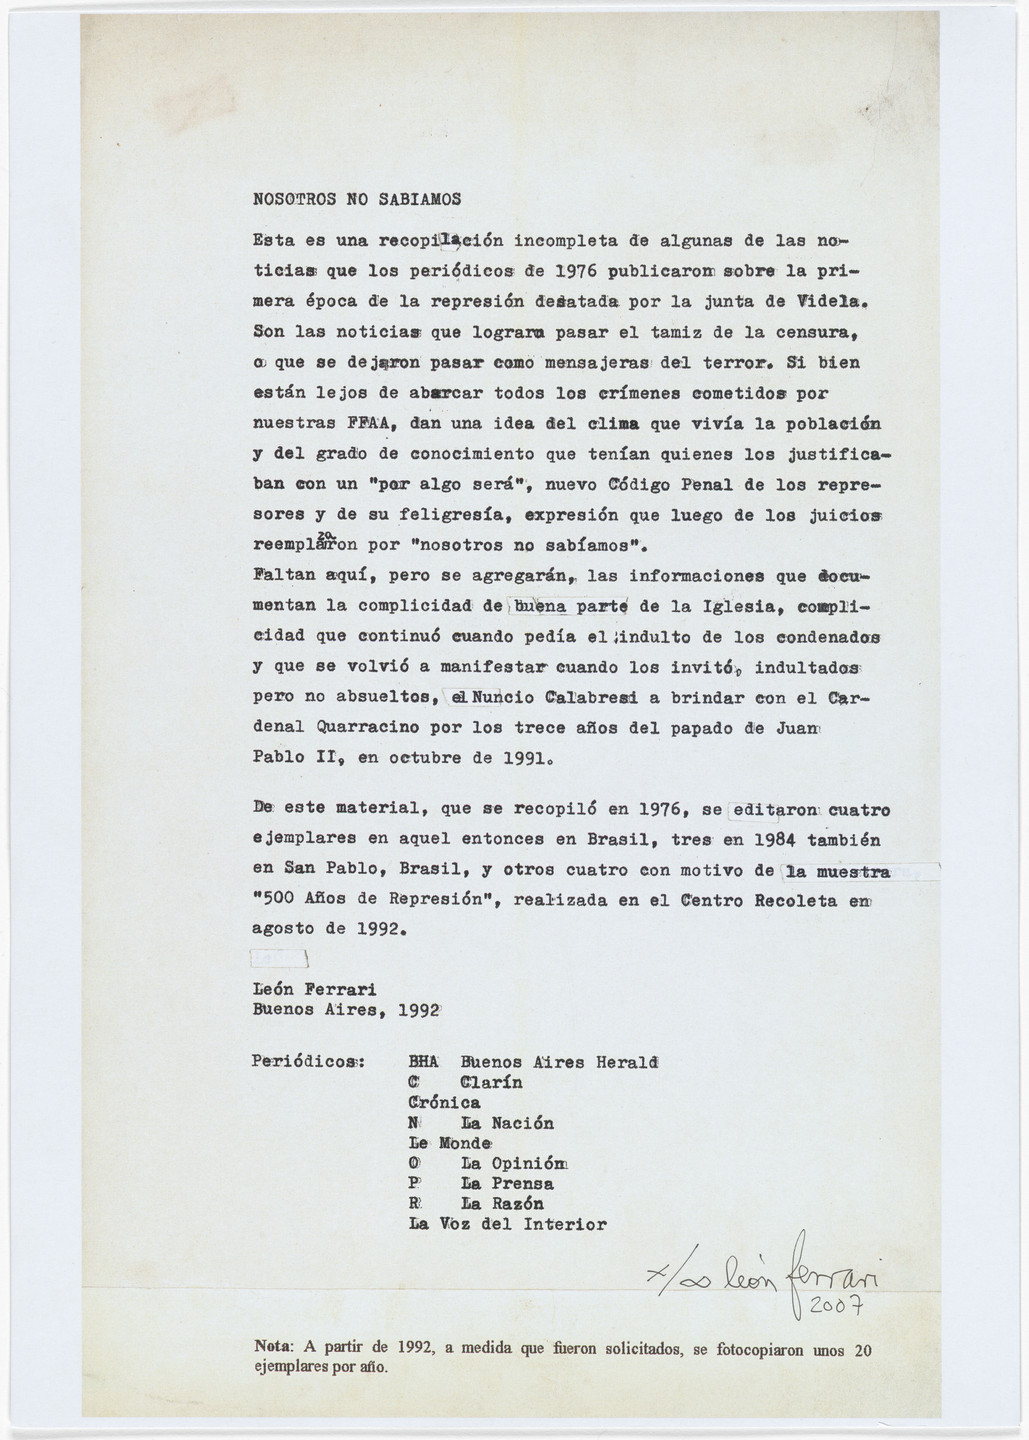 NOSOTROS NO SABIAMOS
Esta es una recopilación incompleta de algunas de las no-
ticias que los periódicos de 1976 publicaron sobre la pri-
mera época de la represión desatada por la junta de Videla.
Son las noticias que lograra pasar el tamiz de la censura,
o que se dejaron pasar como mensajeras del terror. Si bien
están lejos de abarcar todos los crímenes cometidos por
nuestras FFAA, dan una idea del clima que vivía la población
y del grado de conocimiento que tenían quienes los justifica-
ban con un "por algo será", nuevo Código Penal de los repre-
sores y de su feligresía, expresión que luego de los juicios
reemplazaron por "nosotros no sabíamos".
Faltan aquí, pero se agregarán, las informaciones que docu-
mentan la complicidad de buena parte de la Iglesia, compli-
cidad que continuó cuando pedía el indulto de los condenados
y que se volvió a manifestar cuando los invitó, indultados
pero no absueltos, el Nuncio Calabresi a brindar con el Car-
denal Quarracino por los trece años del papado de Juan
Pablo II, en octubre de 1991.
De este material, que se recopiló en 1976, se editaron cuatro
ejemplares en aquel entonces en Brasil, tres en 1984 también
en San Pablo, Brasil, y otros cuatro con motivo de la muestra
"500 Años de Represión", realizada en el Centro Recoleta en
agosto de 1992.
León Ferrari
Buenos Aires, 1992
Periódicos: BHA Buenos Aires Herald
C Clarín
Crónica
N La Nación
Le Monde
O La Opinión
P La Prensa
R La Razón
La Voz del Interior
x/∞ león ferrari
2007
Nota: A partir de 1992, a medida que fueron solicitados, se fotocopiaron unos 20
ejemplares por año.